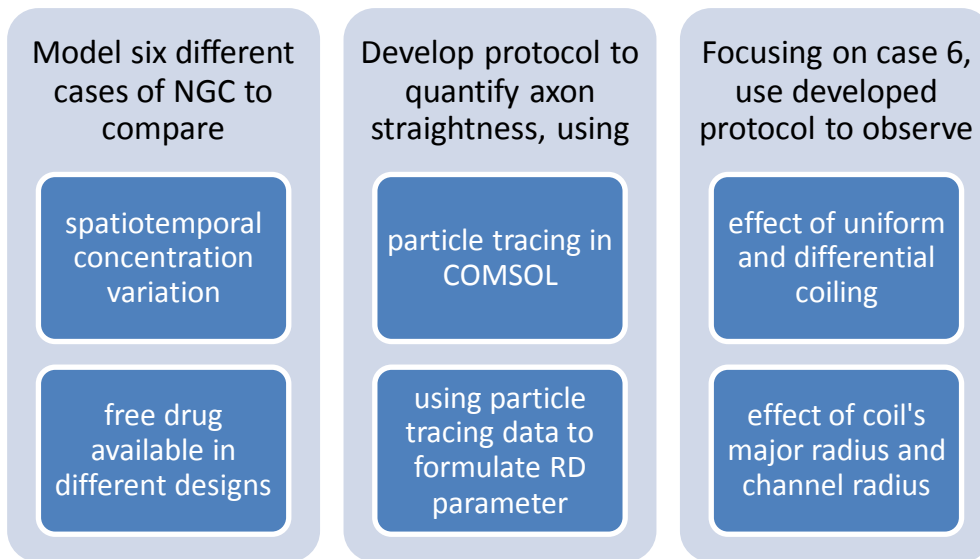 Model six different
cases of NGC to
compare
spatiotemporal
concentration
variation
free drug
available in
different designs
Develop protocol to
quantify axon
straightness, using
particle tracing in
COMSOL
using particle
tracing data to
formulate RD
parameter
Focusing on case 6,
use developed
protocol to observe
effect of uniform
and differential
coiling
effect of coil's
major radius and
channel radius